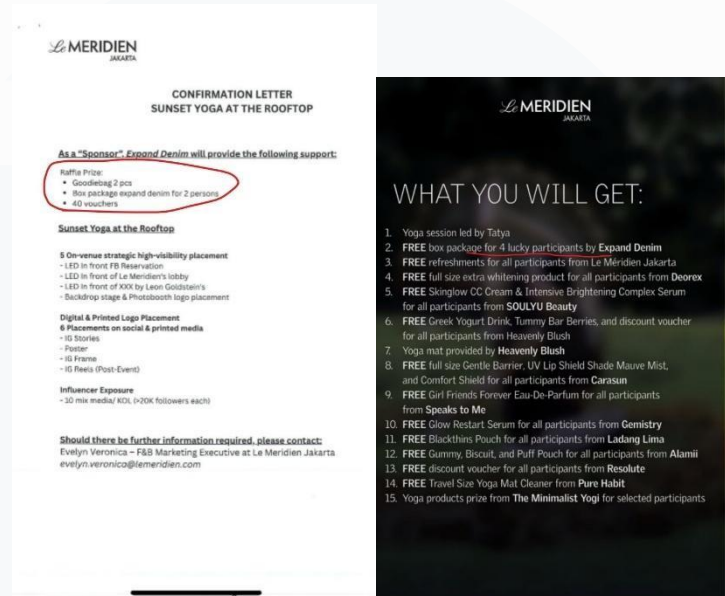 Le MERIDIEN
JAKARTA
CONFIRMATION LETTER
SUNSET YOGA AT THE ROOFTOP
As a "Sponsor", Expand Denim will provide the following support:
Raffle Prize:
• Goodiebag 2 pcs
• Box package expand denim for 2 persons
• 40 vouchers
Sunset Yoga at the Rooftop
5 On-venue strategic high-visibility placement
- LED in front FB Reservation
- LED in front of Le Meridien's lobby
- LED in front of XXX by Leon Goldstein's
- Backdrop stage & Photobooth logo placement
Digital & Printed Logo Placement
6 Placements on social & printed media
- IG Stories
- Poster
- IG Frame
- IG Reels (Post-Event)
Influencer Exposure
- 10 mix media/ KOL (>20K followers each)
Should there be further information required, please contact:
Evelyn Veronica – F&B Marketing Executive at Le Meridien Jakarta
evelyn.veronica@lemeridien.com
Le MERIDIEN
JAKARTA
WHAT YOU WILL GET:
1. Yoga session led by Tatya
2. FREE box package for 4 lucky participants by Expand Denim
3. FREE refreshments for all participants from Le Méridien Jakarta
4. FREE full size extra whitening product for all participants from Deorex
5. FREE Skinglow CC Cream & Intensive Brightening Complex Serum
for all participants from SOULYU Beauty
6. FREE Greek Yogurt Drink, Tummy Bar Berries, and discount voucher
for all participants from Heavenly Blush
7. Yoga mat provided by Heavenly Blush
8. FREE full size Gentle Barrier, UV Lip Shield Shade Mauve Mist,
and Comfort Shield for all participants from Carasun
9. FREE Girl Friends Forever Eau-De-Parfum for all participants
from Speaks to Me
10. FREE Glow Restart Serum for all participants from Gemistry
11. FREE Blackthins Pouch for all participants from Ladang Lima
12. FREE Gummy, Biscuit, and Puff Pouch for all participants from Alamii
13. FREE discount voucher for all participants from Resolute
14. FREE Travel Size Yoga Mat Cleaner from Pure Habit
15. Yoga products prize from The Minimalist Yogi for selected participants